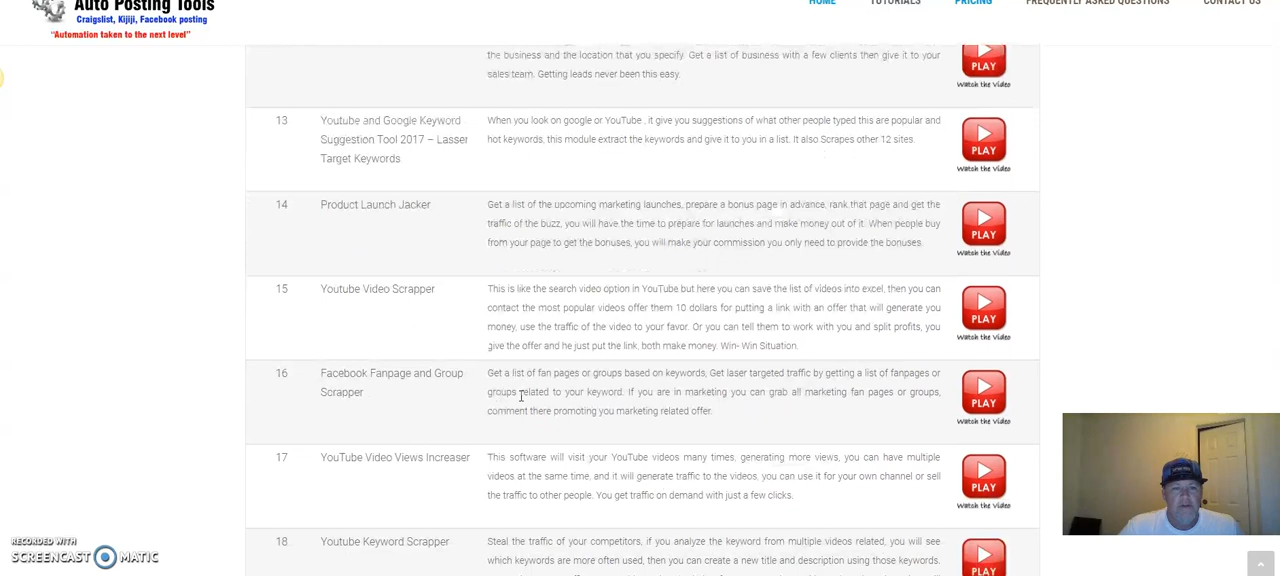 Auto Posting Tools
Craigslist, Kijiji, Facebook posting
"Automation taken to the next level"
HOME TUTORIALS PRICING FREQUENTLY ASKED QUESTIONS CONTACT US
the business and the location that you specify. Get a list of business with a few clients then give it to your
sales team. Getting leads never been this easy.
PLAY
Watch the Video
13
Youtube and Google Keyword
Suggestion Tool 2017 – Lasser
Target Keywords
When you look on google or YouTube , it give you suggestions of what other people typed this are popular and
hot keywords, this module extract the keywords and give it to you in a list. It also Scrapes other 12 sites.
PLAY
Watch the Video
14
Product Launch Jacker
Get a list of the upcoming marketing launches, prepare a bonus page in advance, rank that page and get the
traffic of the buzz, you will have the time to prepare for launches and make money out of it. When people buy
from your page to get the bonuses, you will make your commission you only need to provide the bonuses.
PLAY
Watch the Video
15
Youtube Video Scrapper
This is like the search video option in YouTube but here you can save the list of videos into excel, then you can
contact the most popular videos offer them 10 dollars for putting a link with an offer that will generate you
money, use the traffic of the video to your favor. Or you can tell them to work with you and split profits, you
give the offer and he just put the link, both make money. Win- Win Situation.
PLAY
Watch the Video
16
Facebook Fanpage and Group
Scrapper
Get a list of fan pages or groups based on keywords, Get laser targeted traffic by getting a list of fanpages or
groups related to your keyword. If you are in marketing you can grab all marketing fan pages or groups,
comment there promoting you marketing related offer.
PLAY
Watch the Video
17
YouTube Video Views Increaser
This software will visit your YouTube videos many times, generating more views, you can have multiple
videos at the same time, and it will generate traffic to the videos, you can use it for your own channel or sell
the traffic to other people. You get traffic on demand with just a few clicks.
PLAY
Watch the Video
18
Youtube Keyword Scrapper
Steal the traffic of your competitors, if you analyze the keyword from multiple videos related, you will see
which keywords are more often used, then you can create a new title and description using those keywords.
PLAY
RECORDED WITH
SCREENCAST MATIC